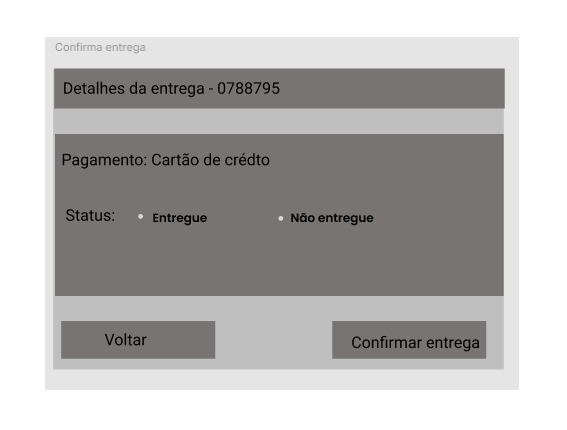 Confirma entrega
Detalhes da entrega - 0788795
Pagamento: Cartão de crédto
Status: Entregue Não entregue
Voltar Confirmar entrega